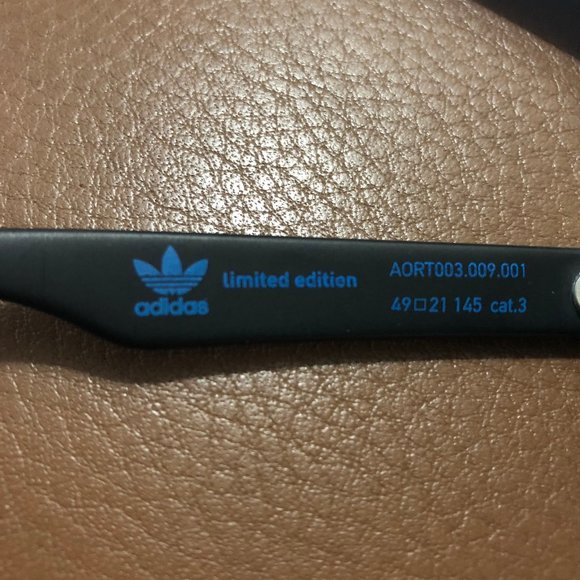 adidas
limited edition
AORT003.009.001
49□21 145 cat.3